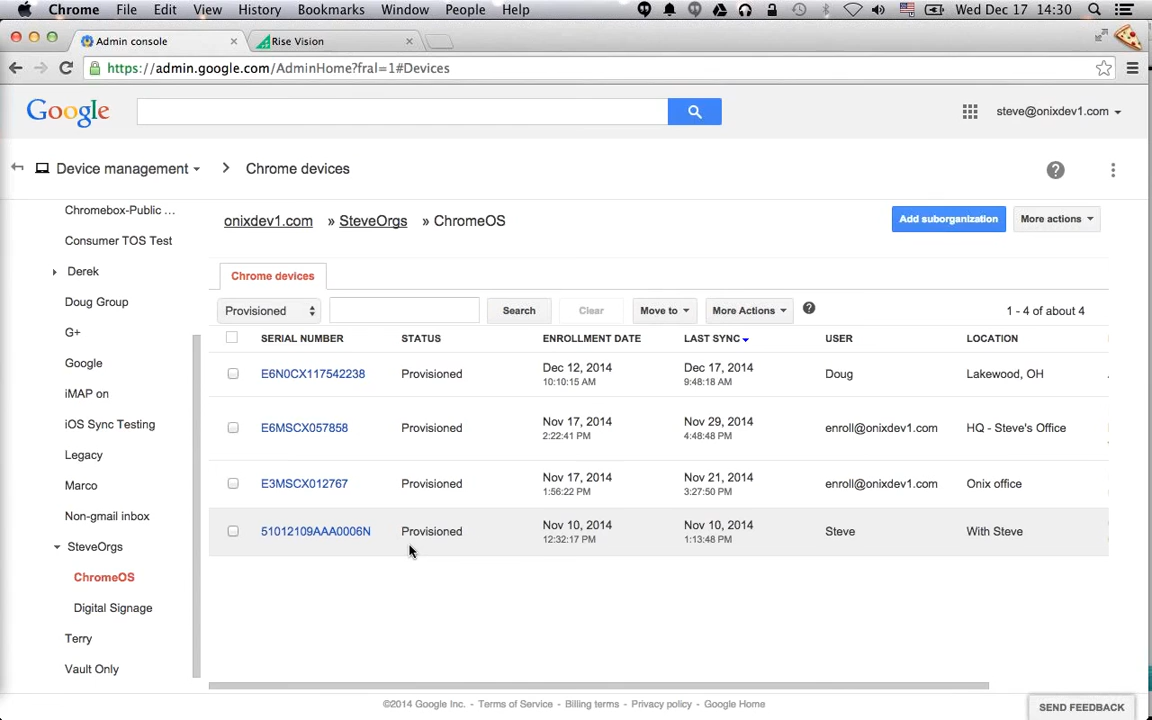 Chrome File Edit View History Bookmarks Window People Help Wed Dec 17 14:30
Admin console Rise Vision
https://admin.google.com/AdminHome?fral=1#Devices
Google steve@onixdev1.com
Device management Chrome devices
Chromebox-Public ...
Consumer TOS Test
Derek
Doug Group
G+
Google
iMAP on
iOS Sync Testing
Legacy
Marco
Non-gmail inbox
SteveOrgs
ChromeOS
Digital Signage
Terry
Vault Only
onixdev1.com » SteveOrgs » ChromeOS Add suborganization More actions
Chrome devices
Provisioned Search Clear Move to More Actions 1 - 4 of about 4
SERIAL NUMBER STATUS ENROLLMENT DATE LAST SYNC USER LOCATION
E6N0CX117542238 Provisioned Dec 12, 2014 Dec 17, 2014 Doug Lakewood, OH
10:10:15 AM 9:48:18 AM
E6MSCX057858 Provisioned Nov 17, 2014 Nov 29, 2014 enroll@onixdev1.com HQ - Steve's Office
2:22:41 PM 4:48:48 PM
E3MSCX012767 Provisioned Nov 17, 2014 Nov 21, 2014 enroll@onixdev1.com Onix office
1:56:22 PM 3:27:50 PM
51012109AAA0006N Provisioned Nov 10, 2014 Nov 10, 2014 Steve With Steve
12:32:17 PM 1:13:48 PM
©2014 Google Inc. - Terms of Service - Billing terms - Privacy policy - Google Home
SEND FEEDBACK